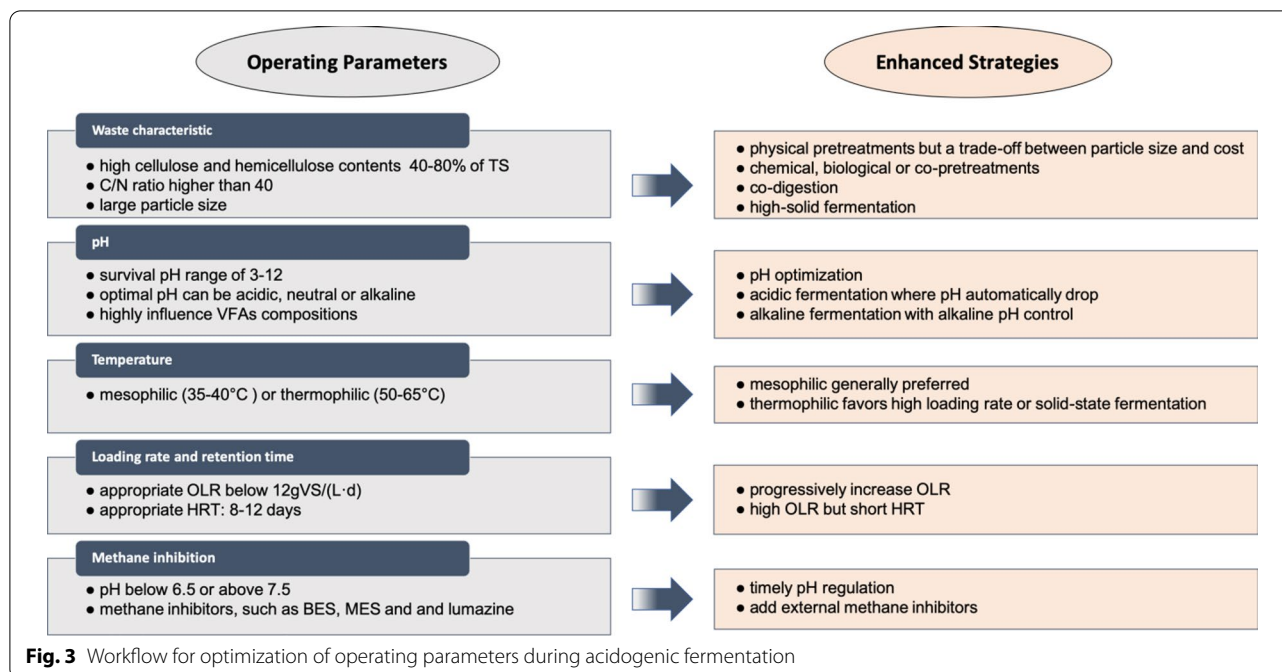 Operating Parameters
Enhanced Strategies
Waste characteristic
● high cellulose and hemicellulose contents 40-80% of TS
● C/N ratio higher than 40
● large particle size
● physical pretreatments but a trade-off between particle size and cost
● chemical, biological or co-pretreatments
● co-digestion
● high-solid fermentation
pH
● survival pH range of 3-12
● optimal pH can be acidic, neutral or alkaline
● highly influence VFAs compositions
● pH optimization
● acidic fermentation where pH automatically drop
● alkaline fermentation with alkaline pH control
Temperature
● mesophilic (35-40°C ) or thermophilic (50-65°C)
● mesophilic generally preferred
● thermophilic favors high loading rate or solid-state fermentation
Loading rate and retention time
● appropriate OLR below 12gVS/(L·d)
● appropriate HRT: 8-12 days
● progressively increase OLR
● high OLR but short HRT
Methane inhibition
● pH below 6.5 or above 7.5
● methane inhibitors, such as BES, MES and and lumazine
● timely pH regulation
● add external methane inhibitors
Fig. 3 Workflow for optimization of operating parameters during acidogenic fermentation